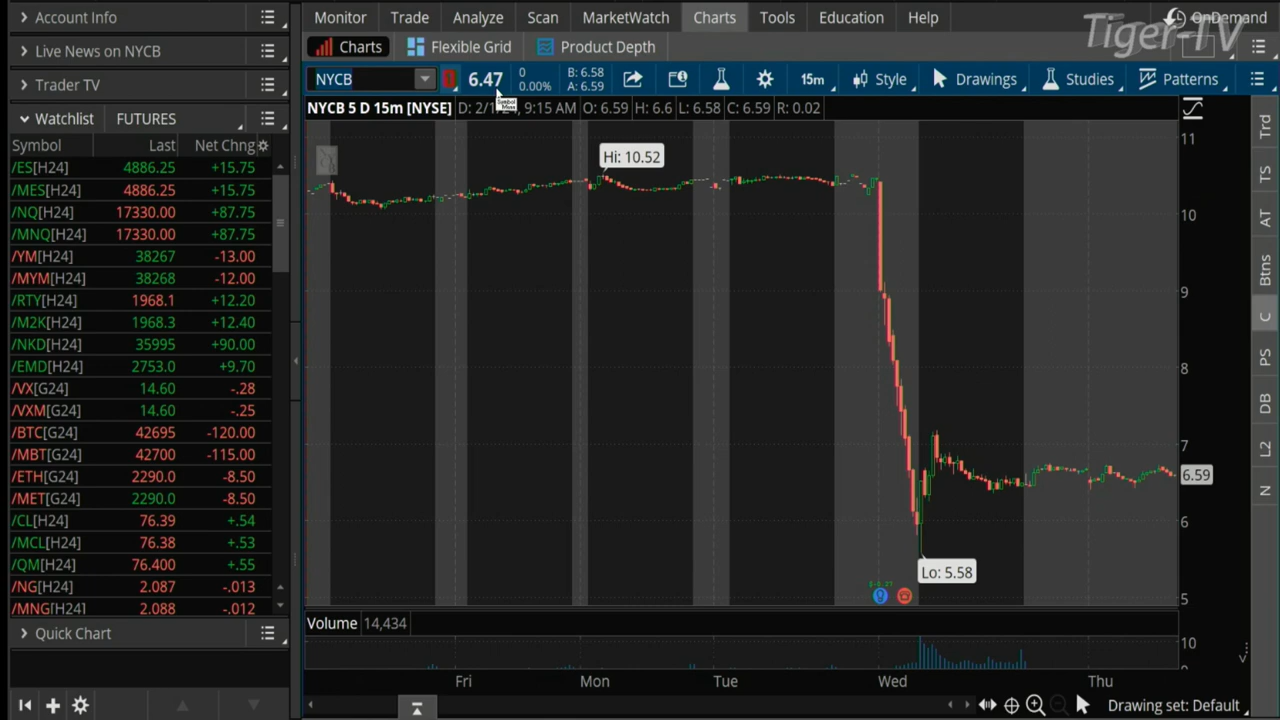 Account Info
Live News on NYCB
Trader TV
Watchlist FUTURES
Symbol Last Net Chng
/ES[H24] 4886.25 +15.75
/MES[H24] 4886.25 +15.75
/NQ[H24] 17330.00 +87.75
/MNQ[H24] 17330.00 +87.75
/YM[H24] 38267 -13.00
/MYM[H24] 38268 -12.00
/RTY[H24] 1968.1 +12.20
/M2K[H24] 1968.3 +12.40
/NKD[H24] 35995 +90.00
/EMD[H24] 2753.0 +9.70
/VX[G24] 14.60 -.28
/VXM[G24] 14.60 -.25
/BTC[G24] 42695 -120.00
/MBT[G24] 42700 -115.00
/ETH[G24] 2290.0 -8.50
/MET[G24] 2290.0 -8.50
/CL[H24] 76.39 +.54
/MCL[H24] 76.38 +.53
/QM[H24] 76.400 +.55
/NG[H24] 2.087 -.013
/MNG[H24] 2.088 -.012
Quick Chart
Monitor Trade Analyze Scan MarketWatch Charts Tools Education Help
Tiger-TV
OnDemand
Charts Flexible Grid Product Depth
NYCB 6.47 0 B: 6.58
0.00% A: 6.59
15m Style Drawings Studies Patterns
NYCB 5 D 15m [NYSE] O: 6.59 H: 6.6 L: 6.58 C: 6.59 R: 0.02
Hi: 10.52
Lo: 5.58
11
10
9
8
7
6.59
6
5
Volume 14,434
10
Fri Mon Tue Wed Thu
Drawing set: Default
Trd
TS
AT
Btns
C
PS
DB
L2
N